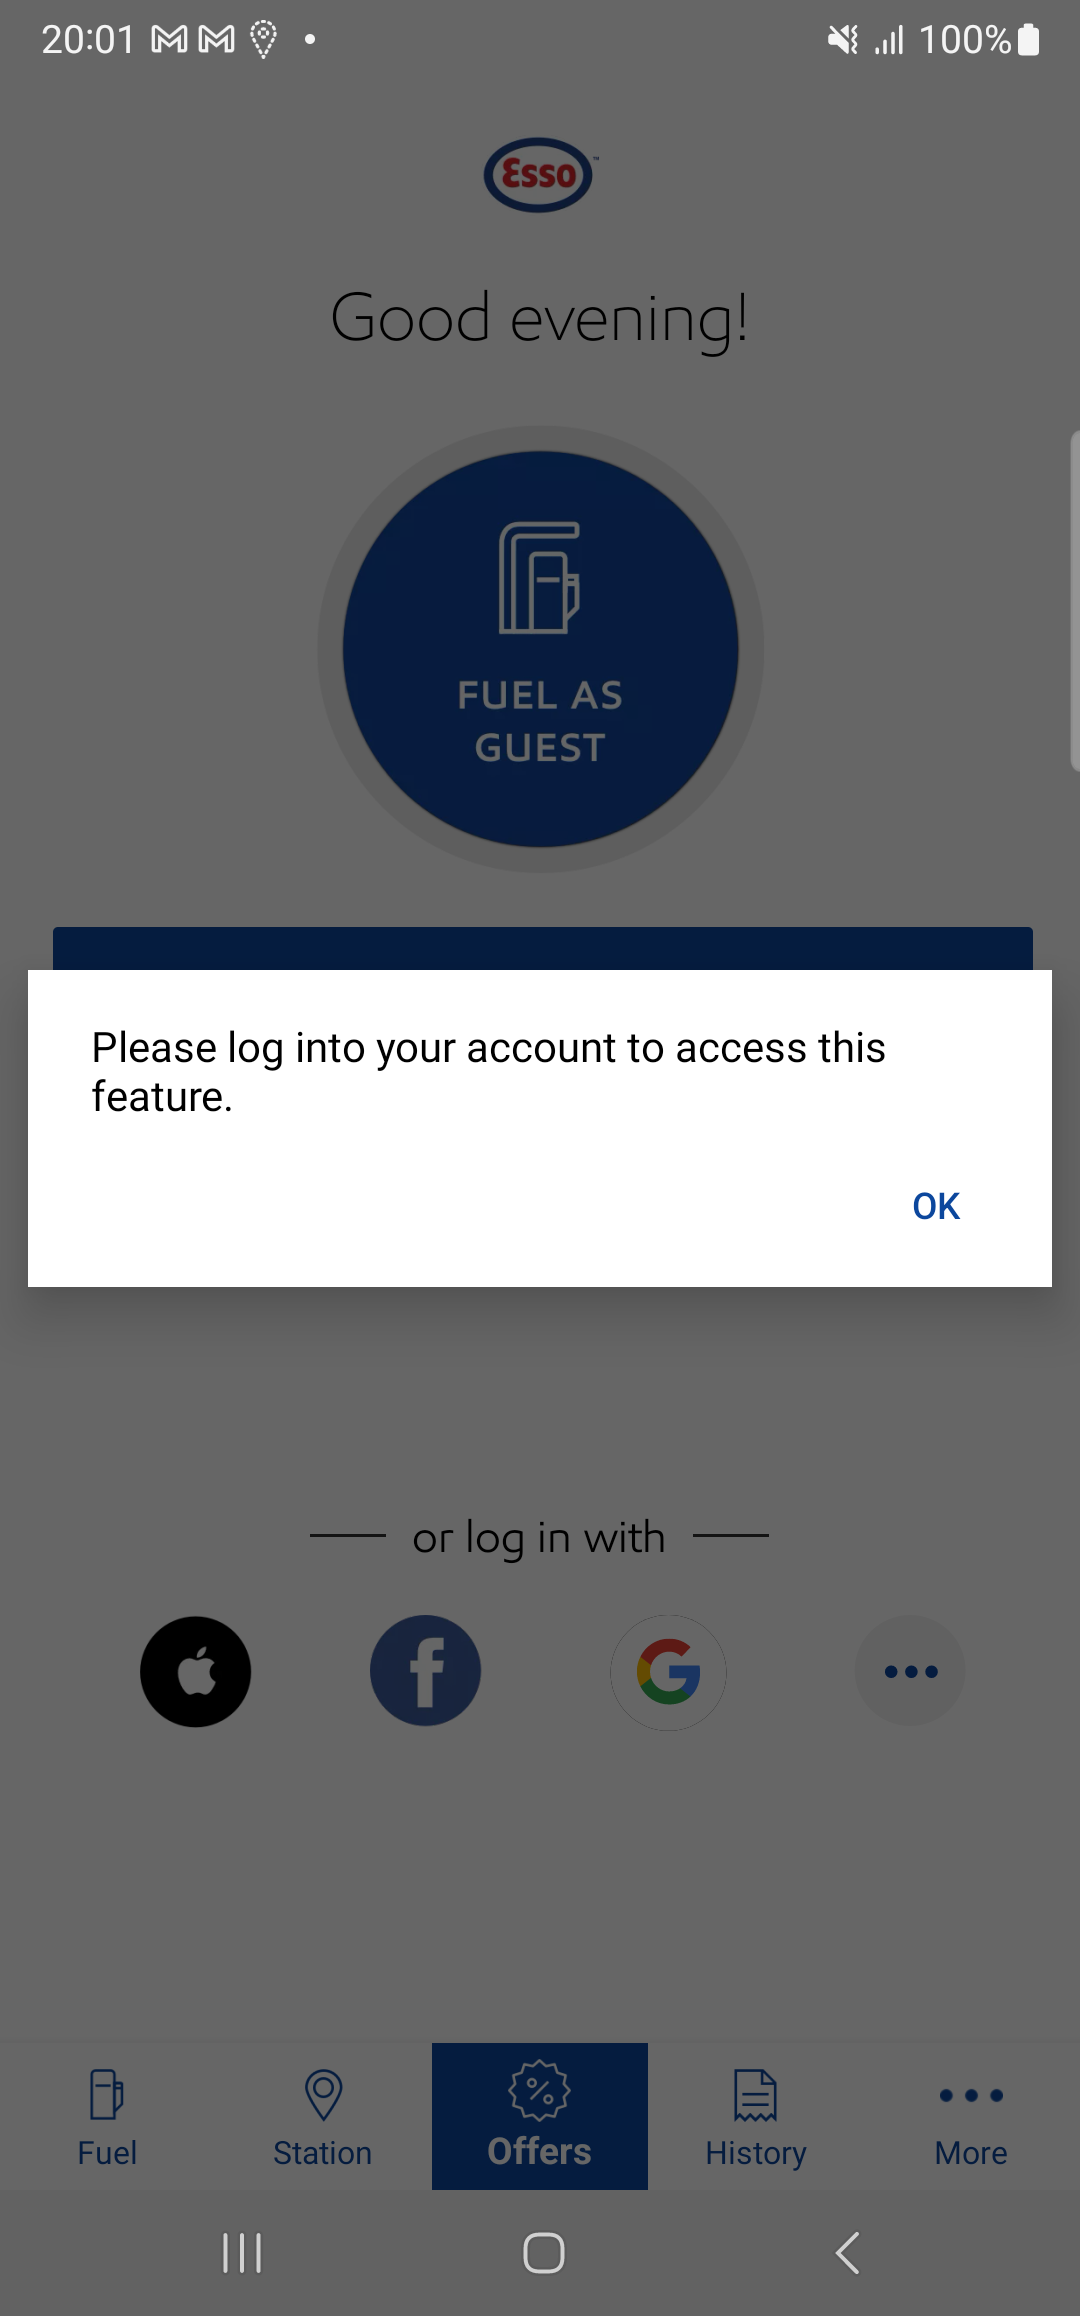 20:01
100%
Esso
Good evening!
FUEL AS
GUEST
Please log into your account to access this
feature.
OK
or log in with
Fuel
Station
Offers
History
More